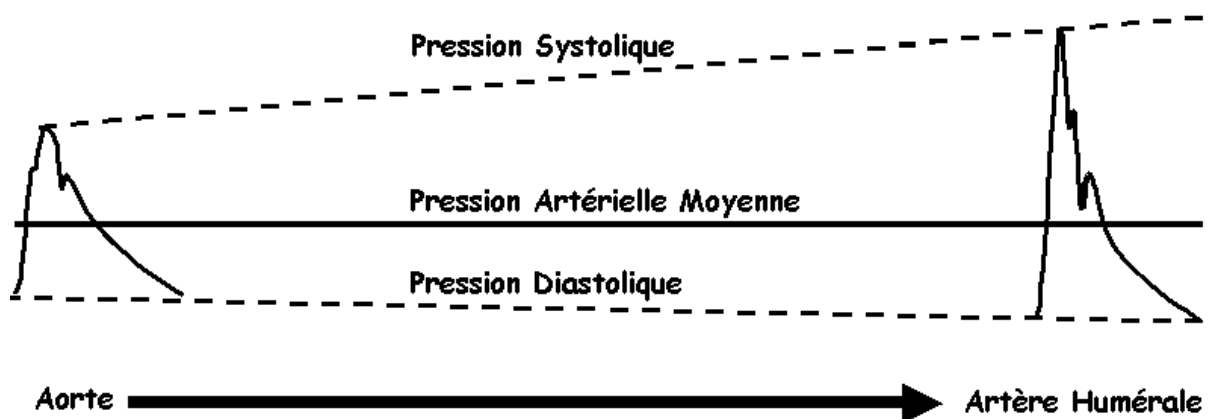 Pression Systolique
Pression Artérielle Moyenne
Pression Diastolique
Aorte
Artère Humérale